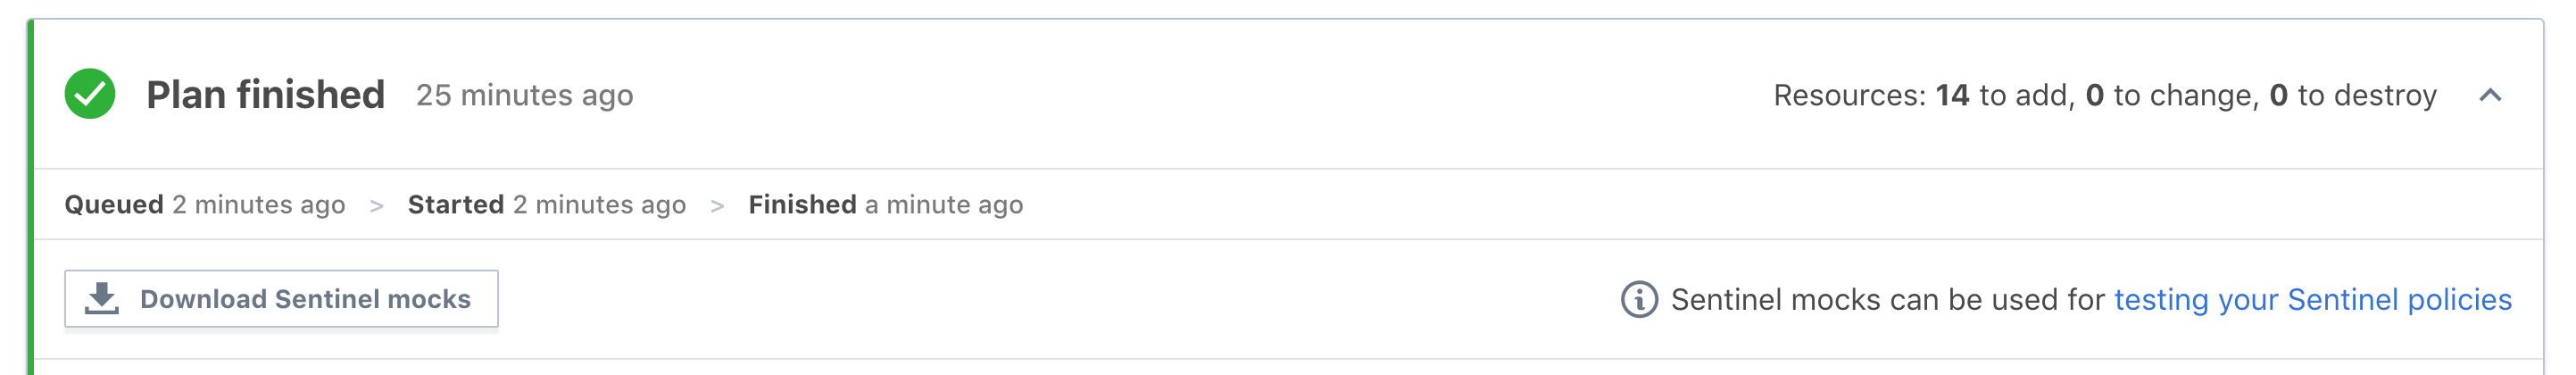 Plan finished 25 minutes ago Resources: 14 to add, 0 to change, 0 to destroy
Queued 2 minutes ago > Started 2 minutes ago > Finished a minute ago
Download Sentinel mocks Sentinel mocks can be used for testing your Sentinel policies